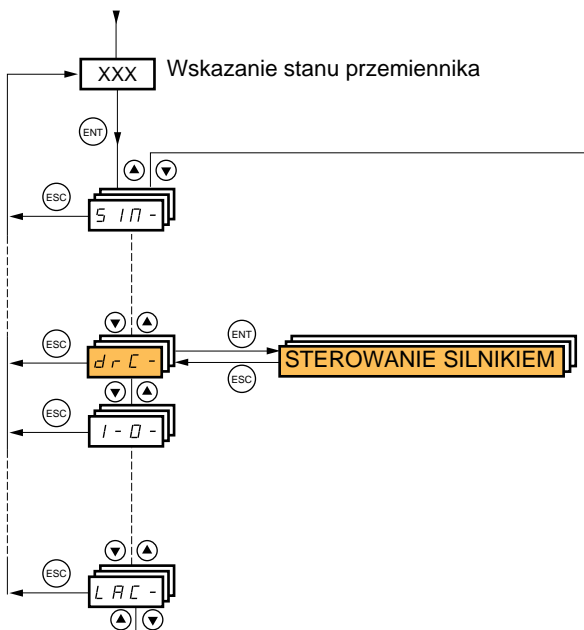 XXX Wskazanie stanu przemiennika
ENT
ESC
SIM-
ESC
drC-
ENT
STEROWANIE SILNIKIEM
ESC
ESC
I-O-
ESC
LAC-